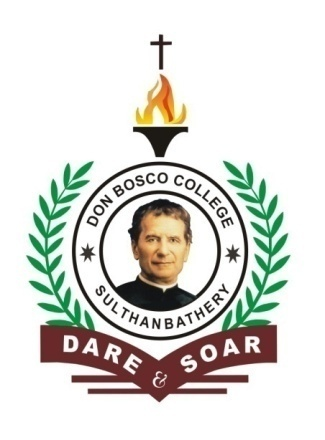 DON BOSCO COLLEGE
SULTHANBATHERY
DARE & SOAR